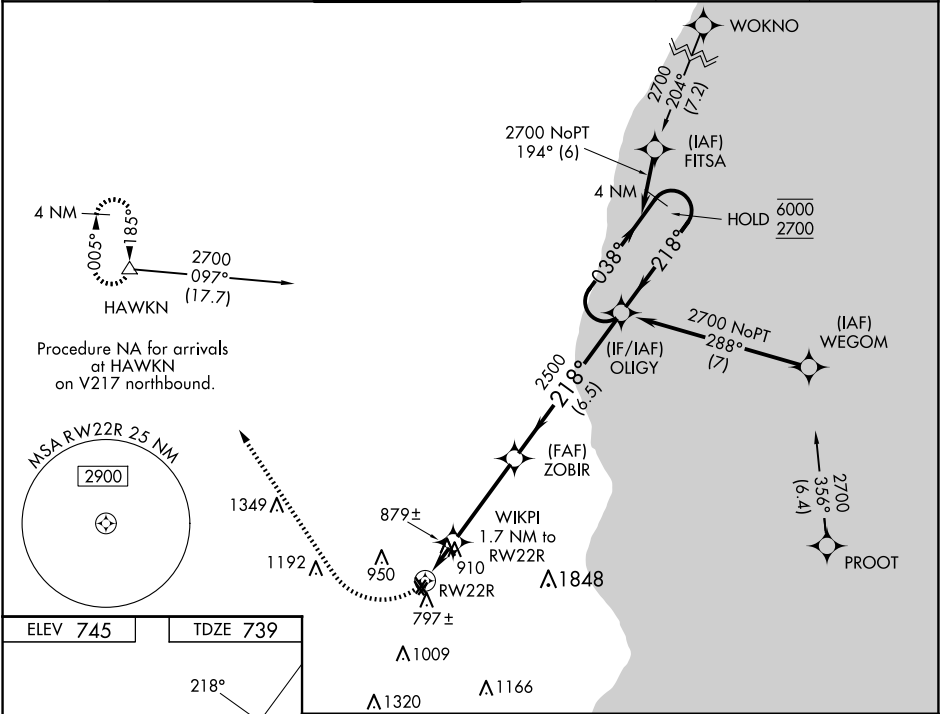 WOKNO
2700
204°
(7.2)
2700 NoPT
194° (6)
(IAF)
FITSA
4 NM
HOLD
6000
2700
038°
218°
4 NM
005°
185°
HAWKN
2700
097°
(17.7)
Procedure NA for arrivals
at HAWKN
on V217 northbound.
2700 NoPT
288°
(7)
(IAF)
WEGOM
(IF/IAF)
OLIGY
2500
218°
(6.5)
(FAF)
ZOBIR
MSA RW22R 25 NM
2900
2700
356°
(6.4)
PROOT
1349
879±
WIKPI
1.7 NM to
RW22R
1192
950
910
1848
RW22R
797±
ELEV 745
TDZE 739
1009
218°
1320
1166